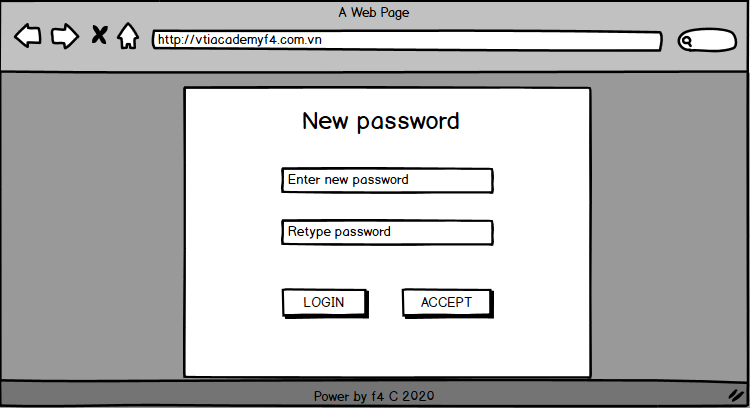 A Web Page
http://vtiacademyf4.com.vn
New password
Enter new password
Retype password
LOGIN
ACCEPT
Power by f4 C 2020